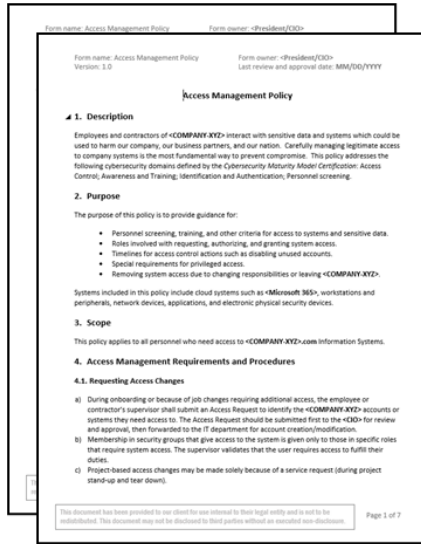 Form name: Access Management Policy Form owner: <President/CIO>
Form name: Access Management Policy Form owner: <President/CIO>
Version: 1.0 Last review and approval date: MM/DD/YYYY
Access Management Policy
1. Description
Employees and contractors of <COMPANY-XYZ> interact with sensitive data and systems which could be
used to harm our company, our business partners, and our nation. Carefully managing legitimate access
to company systems is the most fundamental way to prevent compromise. This policy addresses the
following cybersecurity domains defined by the Cybersecurity Maturity Model Certification: Access
Control; Awareness and Training; Identification and Authentication; Personnel screening.
2. Purpose
The purpose of this policy is to provide guidance for:
• Personnel screening, training, and other criteria for access to systems and sensitive data.
• Roles involved with requesting, authorizing, and granting system access.
• Timelines for access control actions such as disabling unused accounts.
• Special requirements for privileged access.
• Removing system access due to changing responsibilities or leaving <COMPANY-XYZ>.
Systems included in this policy include cloud systems such as <Microsoft 365>, workstations and
peripherals, network devices, applications, and electronic physical security devices.
3. Scope
This policy applies to all personnel who need access to <COMPANY-XYZ>.com Information Systems.
4. Access Management Requirements and Procedures
4.1. Requesting Access Changes
a) During onboarding or because of job changes requiring additional access, the employee or
contractor's supervisor shall submit an Access Request to identify the <COMPANY-XYZ> accounts or
systems they need access to. The Access Request should be submitted first to the <CIO> for review
and approval, then forwarded to the IT department for account creation/modification.
b) Membership in security groups that give access to the system is given only to those in specific roles
that require system access. The supervisor validates that the user requires access to fulfill their
duties.
c) Project-based access changes may be made solely because of a service request (during project
stand-up and tear down).
This document has been provided to our client for use internal to their legal entity and is not to be
redistributed. This document may not be disclosed to third parties without an executed non-disclosure.
Page 1 of 7